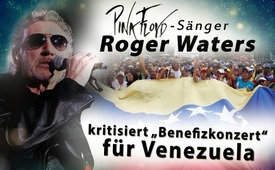 Pink Floyd-Sänger
Roger Waters
kritisiert „Benefizkonzert"
für Venezuela